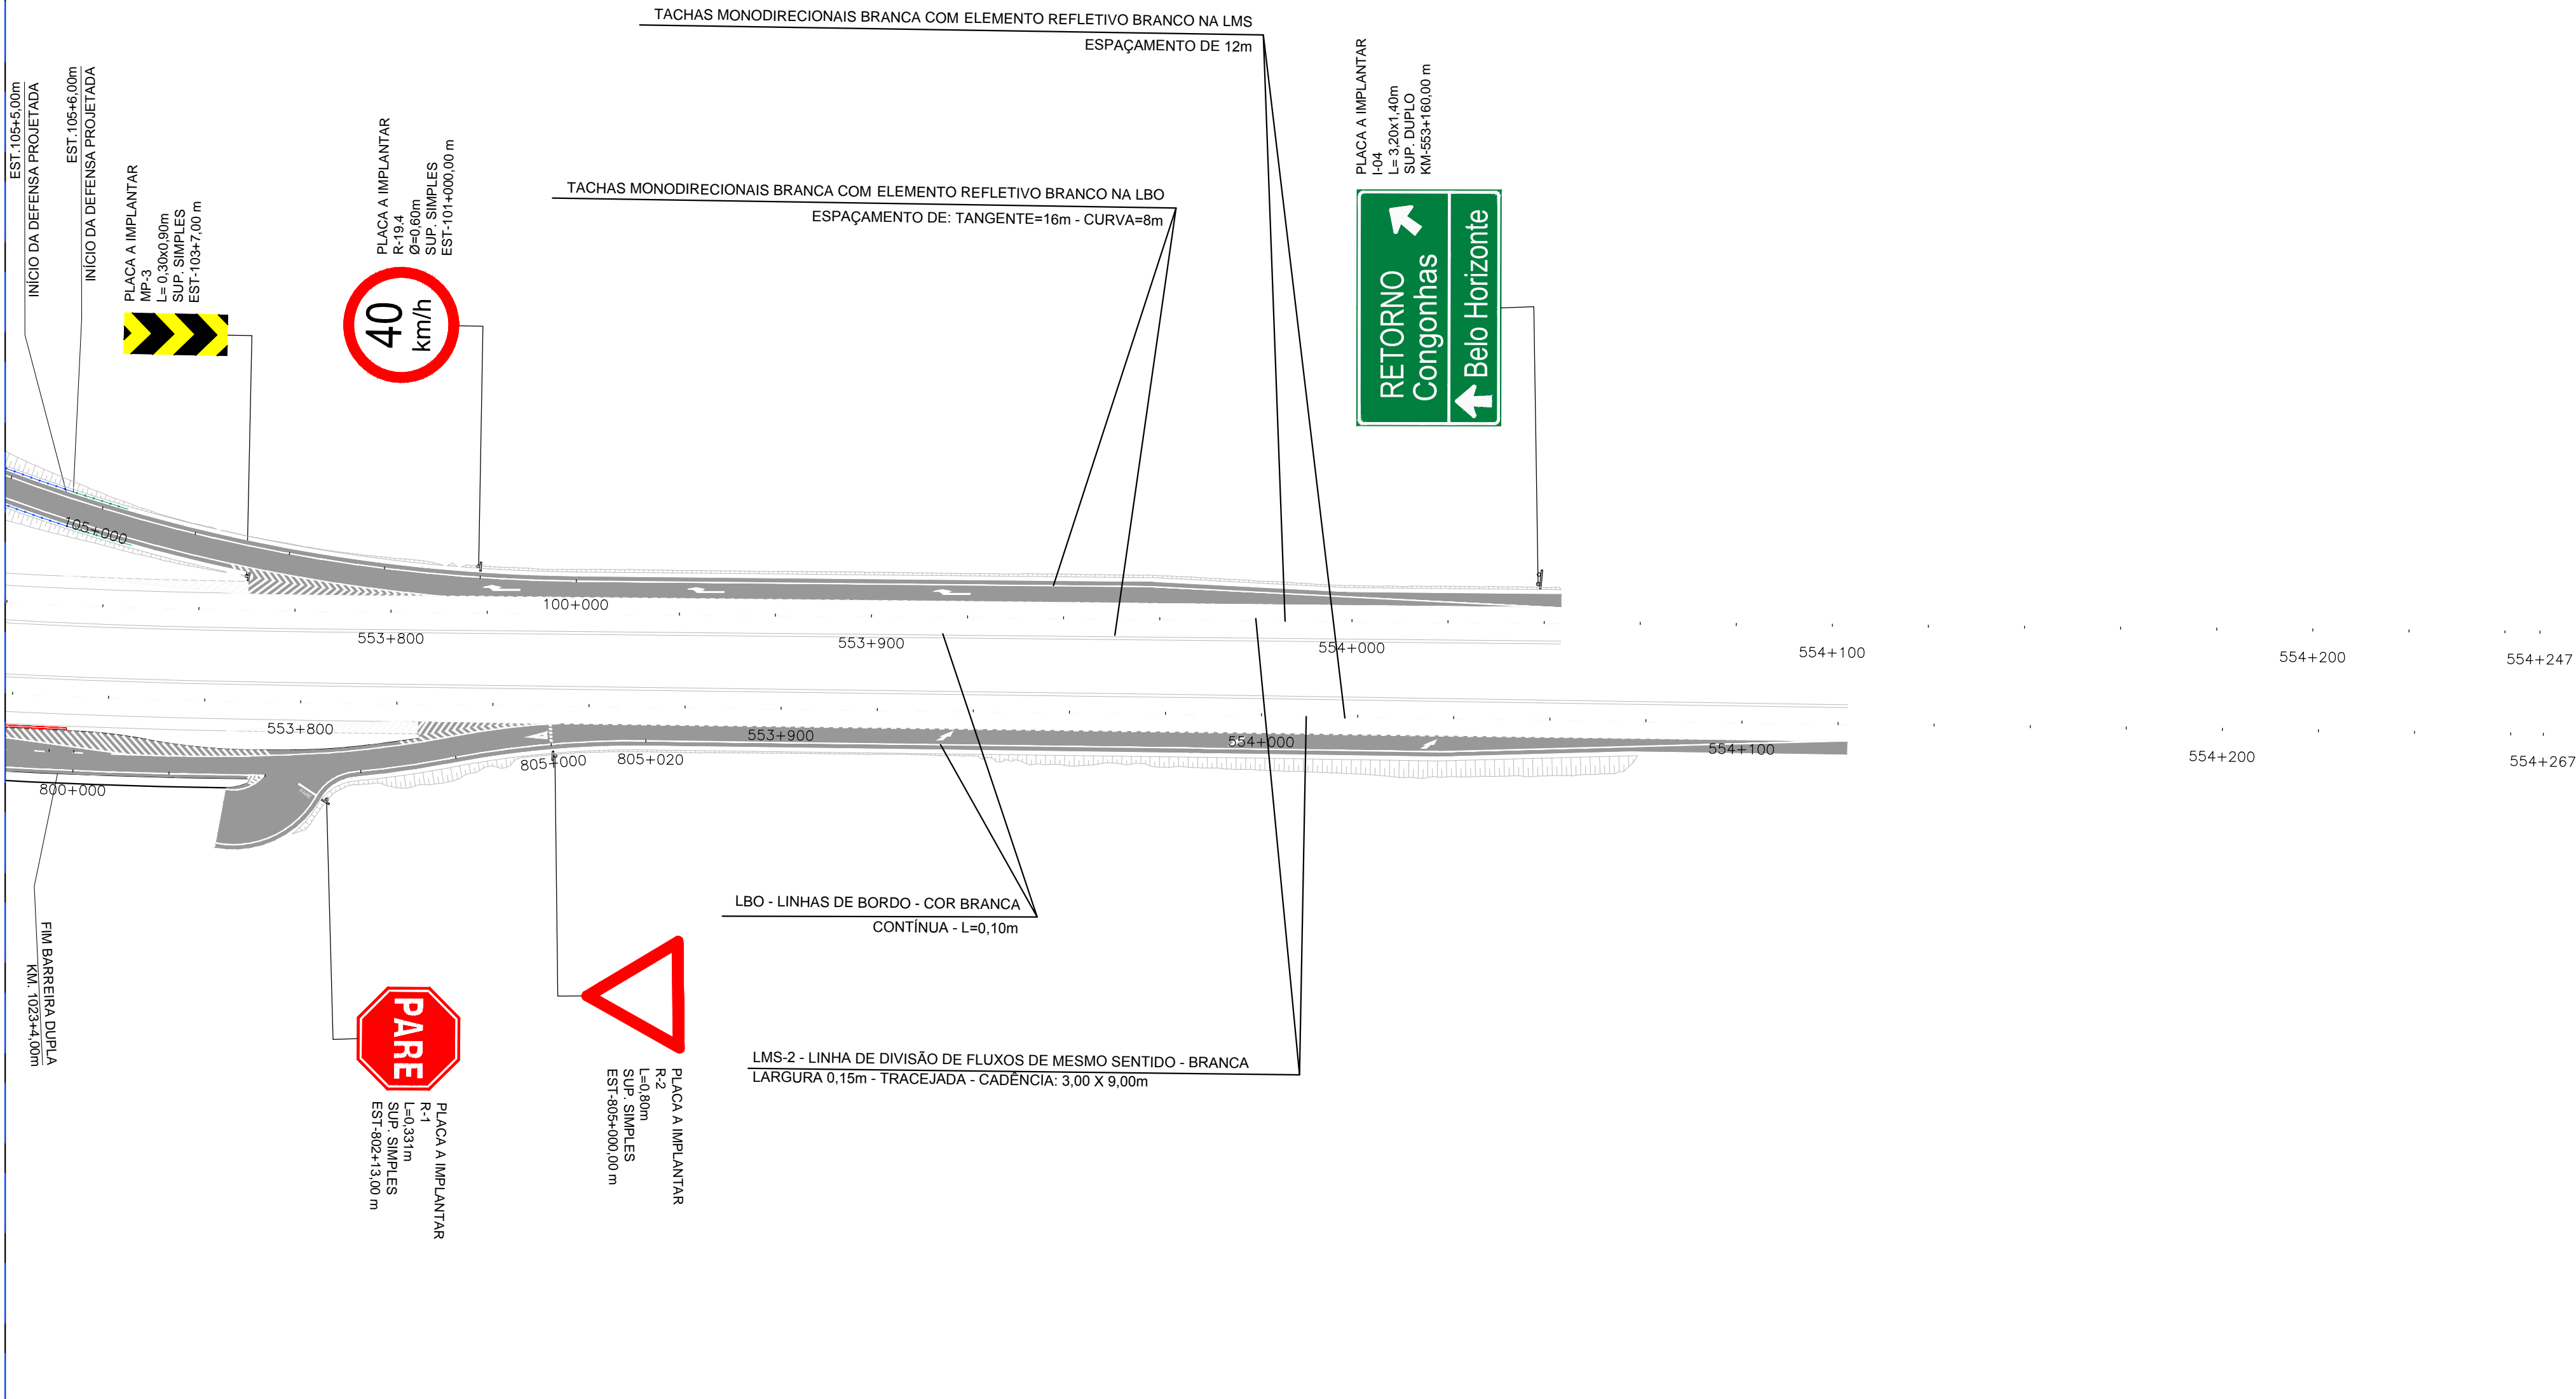 TACHAS MONODIRECIONAIS BRANCA COM ELEMENTO REFLETIVO BRANCO NA LMS
ESPAÇAMENTO DE 12m
EST.105+5,00m
INÍCIO DA DEFENSA PROJETADA
EST.105+6,00m
INÍCIO DA DEFENSA PROJETADA
PLACA A IMPLANTAR
MP-3
L= 0,30x0,90m
SUP. SIMPLES
EST-103+7,00 m
PLACA A IMPLANTAR
R-19.4
Ø=0,60m
SUP. SIMPLES
EST-101+000,00 m
40
km/h
TACHAS MONODIRECIONAIS BRANCA COM ELEMENTO REFLETIVO BRANCO NA LBO
ESPAÇAMENTO DE: TANGENTE=16m - CURVA=8m
PLACA A IMPLANTAR
I-04
L= 3,20x1,40m
SUP. DUPLO
KM-553+160,00 m
RETORNO
Congonhas
Belo Horizonte
105+000
100+000
553+800
553+900
554+000
554+100
554+200
554+247
553+800
553+900
554+000
554+100
554+200
554+267
805+000
805+020
800+000
PARE
FIM BARREIRA DUPLA
KM. 1023+4,00m
LBO - LINHAS DE BORDO - COR BRANCA
CONTÍNUA - L=0,10m
PARE
PLACA A IMPLANTAR
R-1
L=0,331m
SUP. SIMPLES
EST-802+13,00 m
PLACA A IMPLANTAR
R-2
L=0,80m
SUP. SIMPLES
EST-805+000,00 m
LMS-2 - LINHA DE DIVISÃO DE FLUXOS DE MESMO SENTIDO - BRANCA
LARGURA 0,15m - TRACEJADA - CADÊNCIA: 3,00 X 9,00m